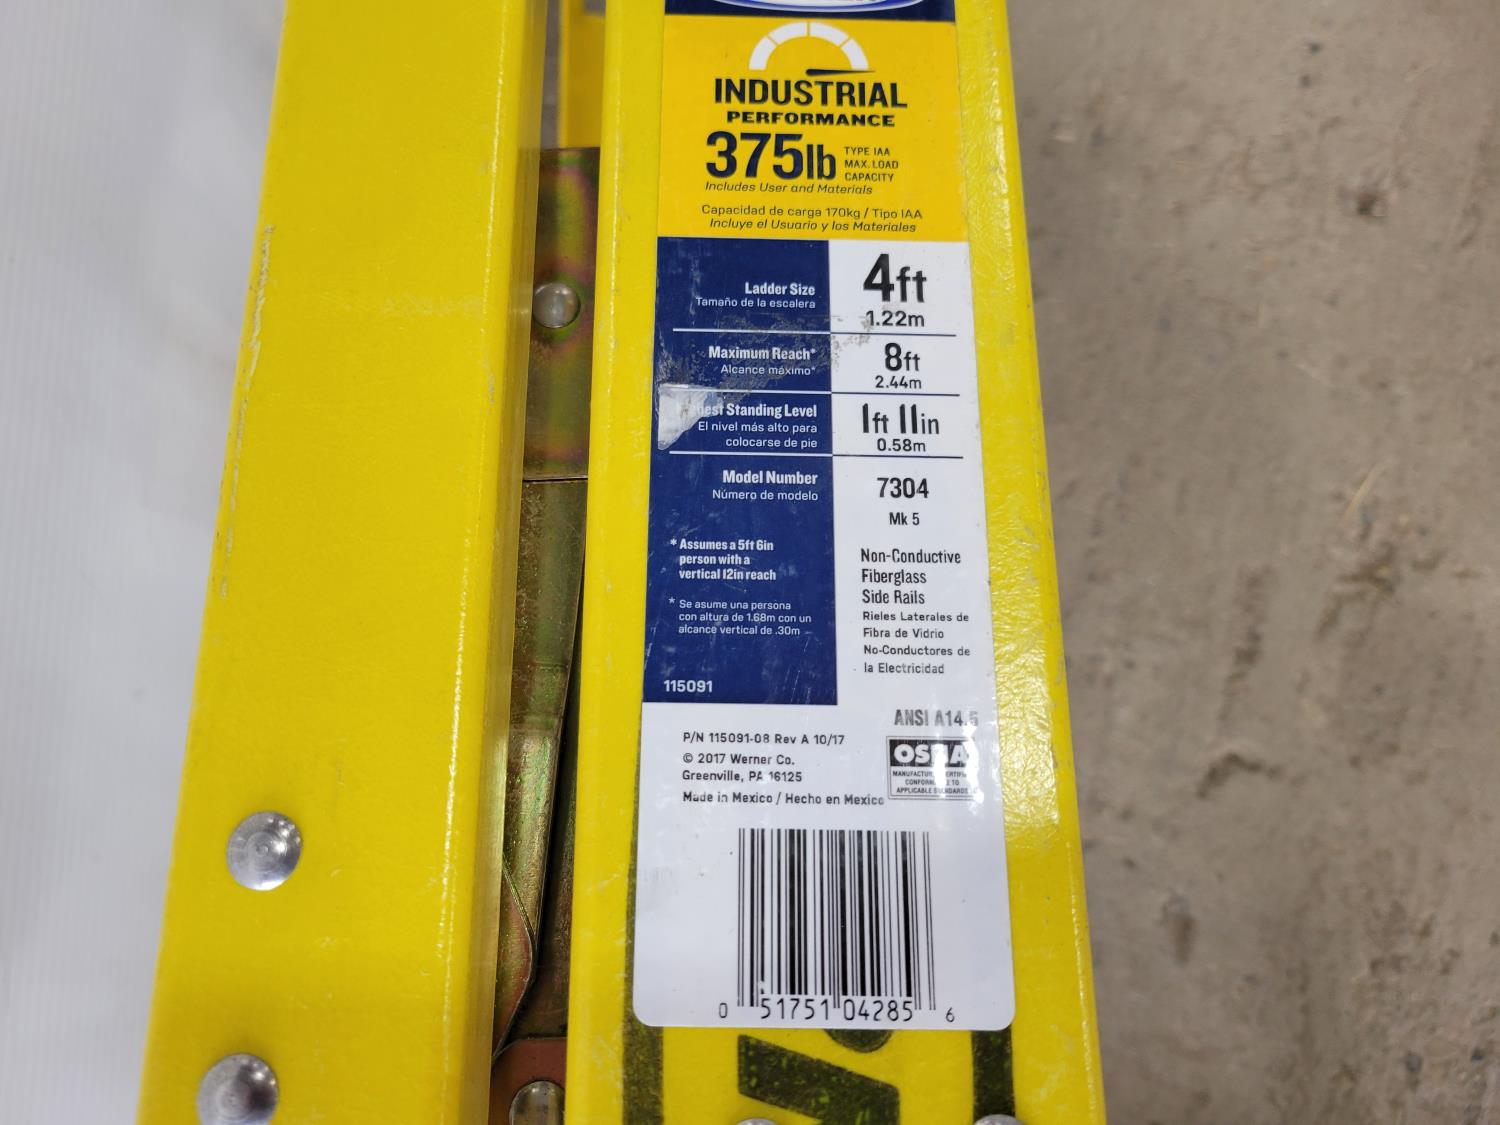 INDUSTRIAL
PERFORMANCE
375lb
TYPE IAA
MAX. LOAD
CAPACITY
Includes User and Materials
Capacidad de carga 170kg / Tipo IAA
Incluye el Usuario y los Materiales
Ladder Size
Tamaño de la escalera
4ft
1.22m
Maximum Reach*
Alcance máximo*
8ft
2.44m
Standing Level
El nivel más alto para
colocarse de pie
1ft 11in
0.58m
Model Number
Número de modelo
7304
Mk 5
* Assumes a 5ft 6in
person with a
vertical 12in reach
* Se asume una persona
con altura de 1.68m con un
alcance vertical de .30m
Non-Conductive
Fiberglass
Side Rails
Rieles Laterales de
Fibra de Vidrio
No-Conductores de
la Electricidad
115091
ANSI A14.5
OSHA
P/N 115091-08 Rev A 10/17
© 2017 Werner Co.
Greenville, PA 16125
Made in Mexico / Hecho en Mexico
APPLICABLE STANDARDS
0 51751 04285 6